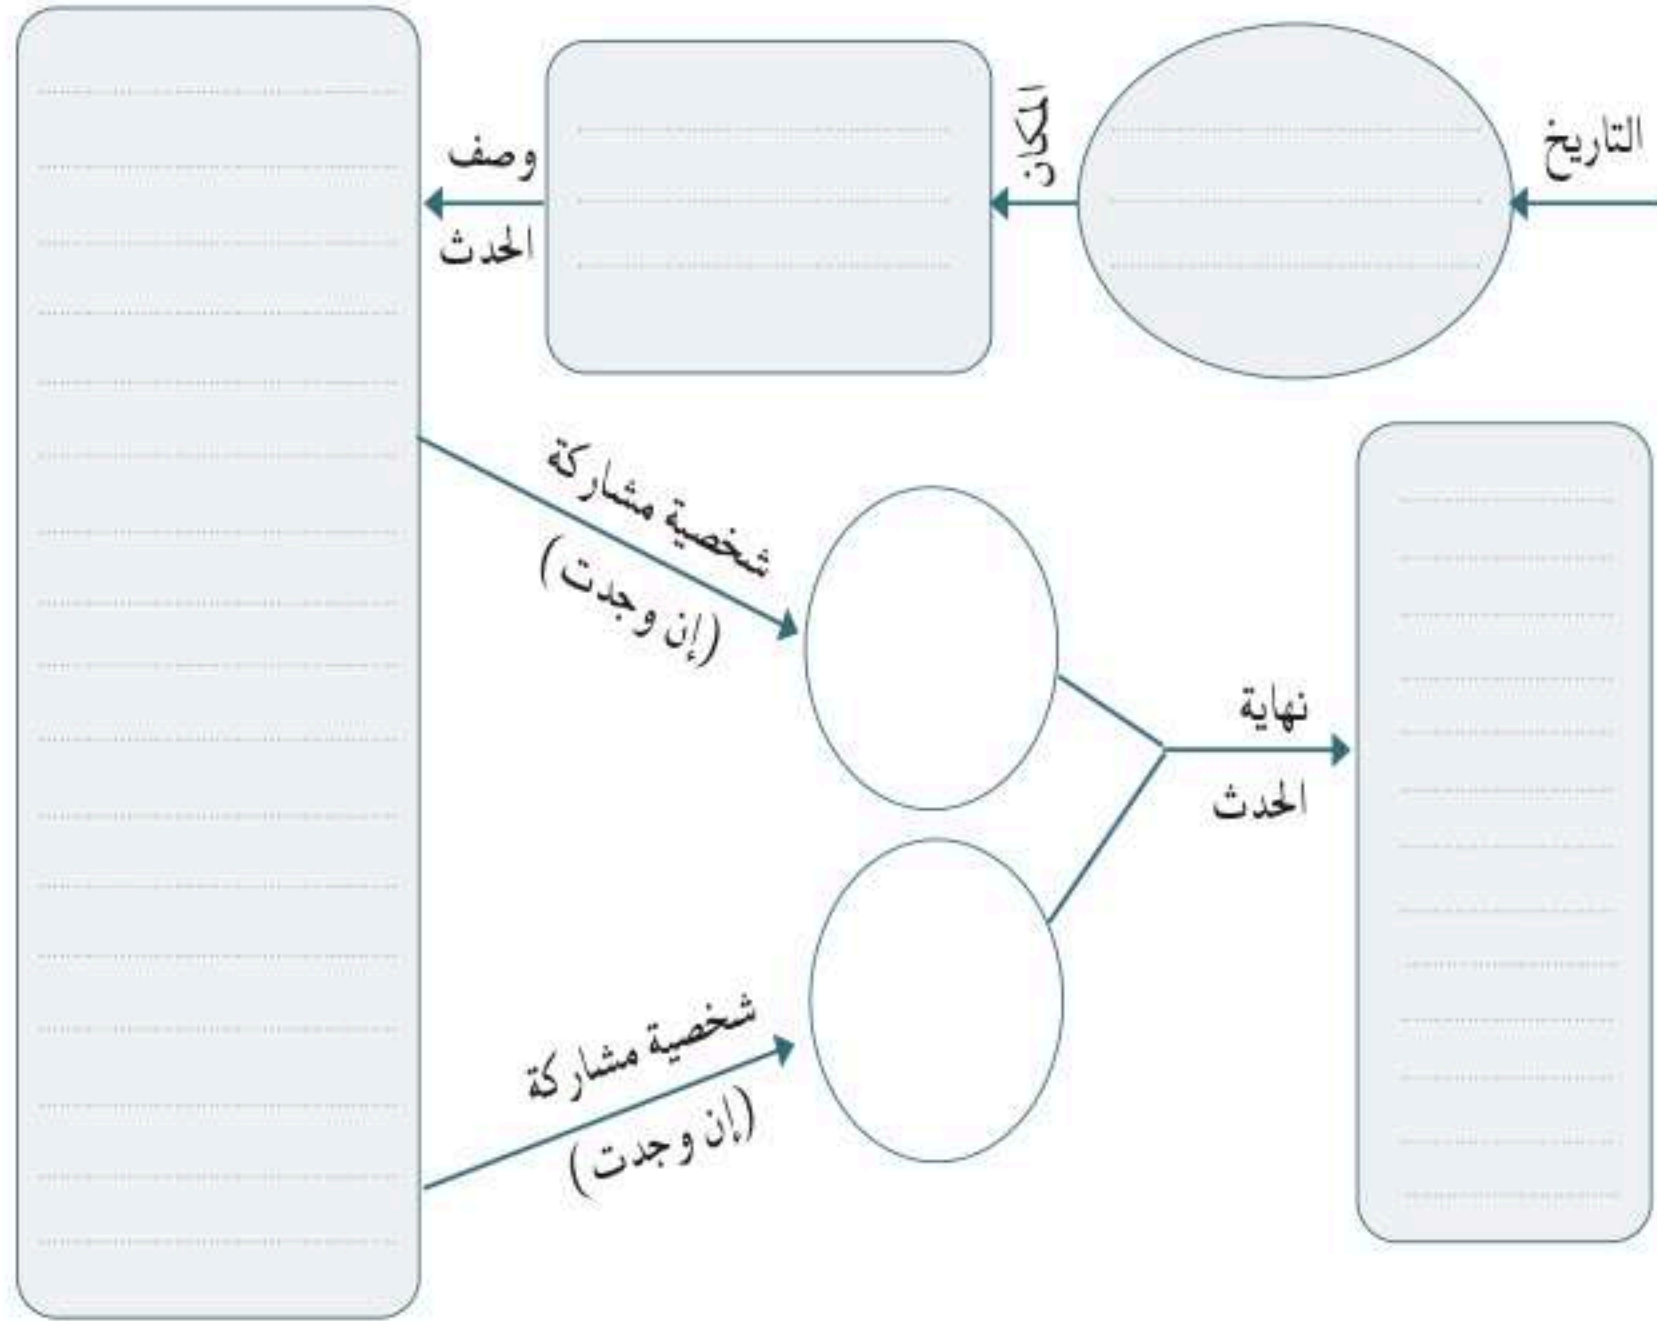 التاريخ
المكان
وصف
الحدث
شخصية مشاركة
(إن وجدت)
نهاية
الحدث
شخصية مشاركة
(إن وجدت)